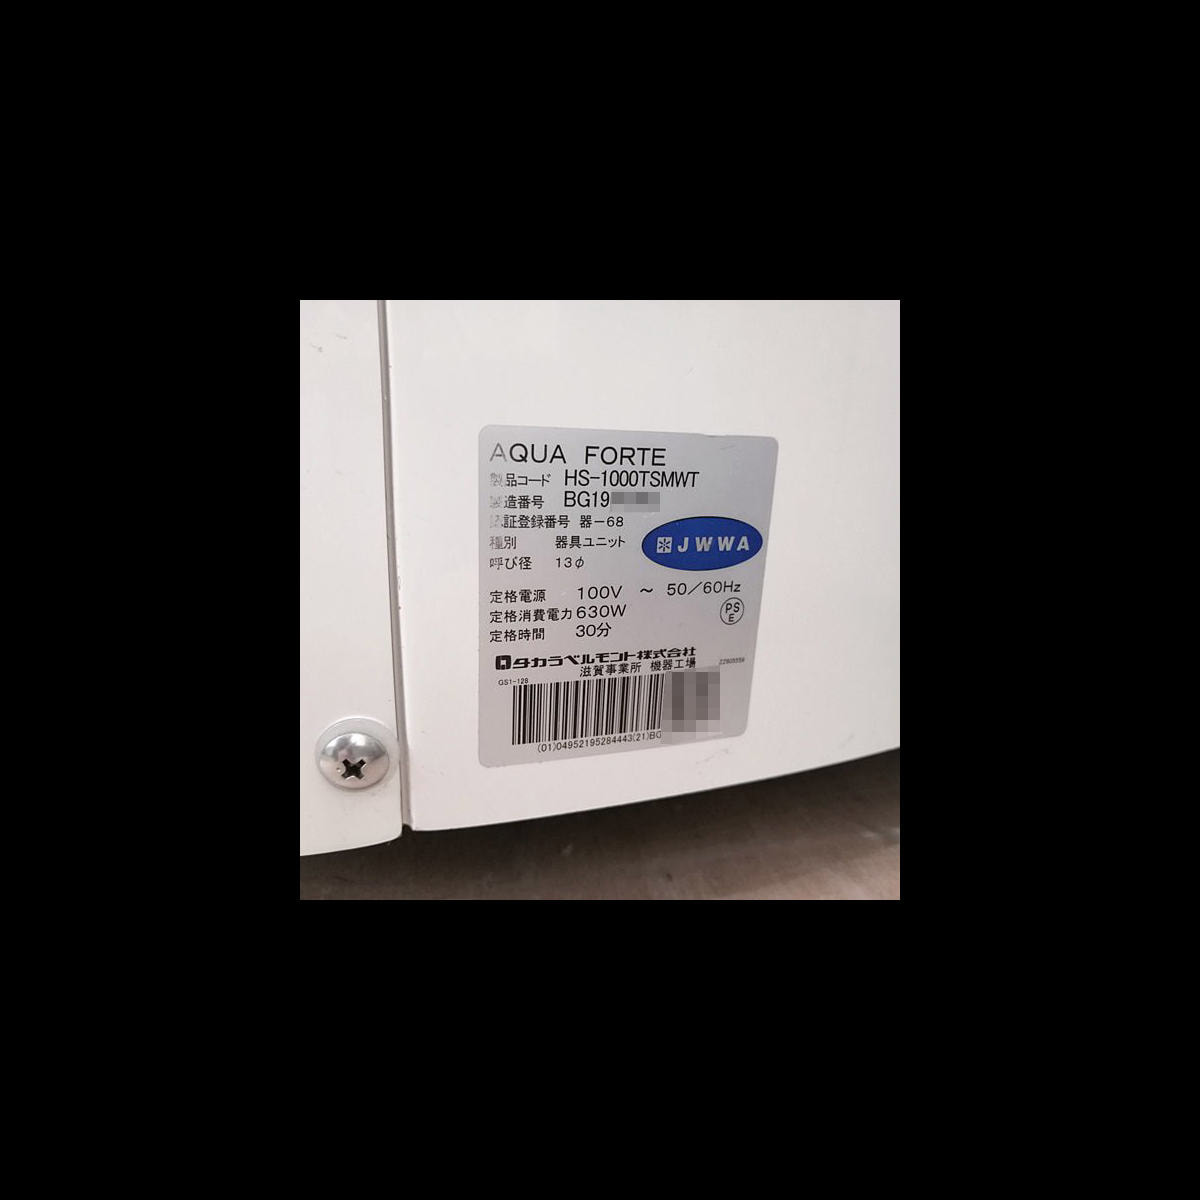 AQUA FORTE
製品コード HS-1000TSMWT
製造番号 BG19
認証登録番号 器-68
種別 器具ユニット
JWWA
呼び径 13φ
定格電源 100V ~ 50/60Hz
定格消費電力 630W
PS
E
定格時間 30分
タカラベルモント株式会社
滋賀事業所 機器工場
GS1-128
(01)04952195284443(21)BG